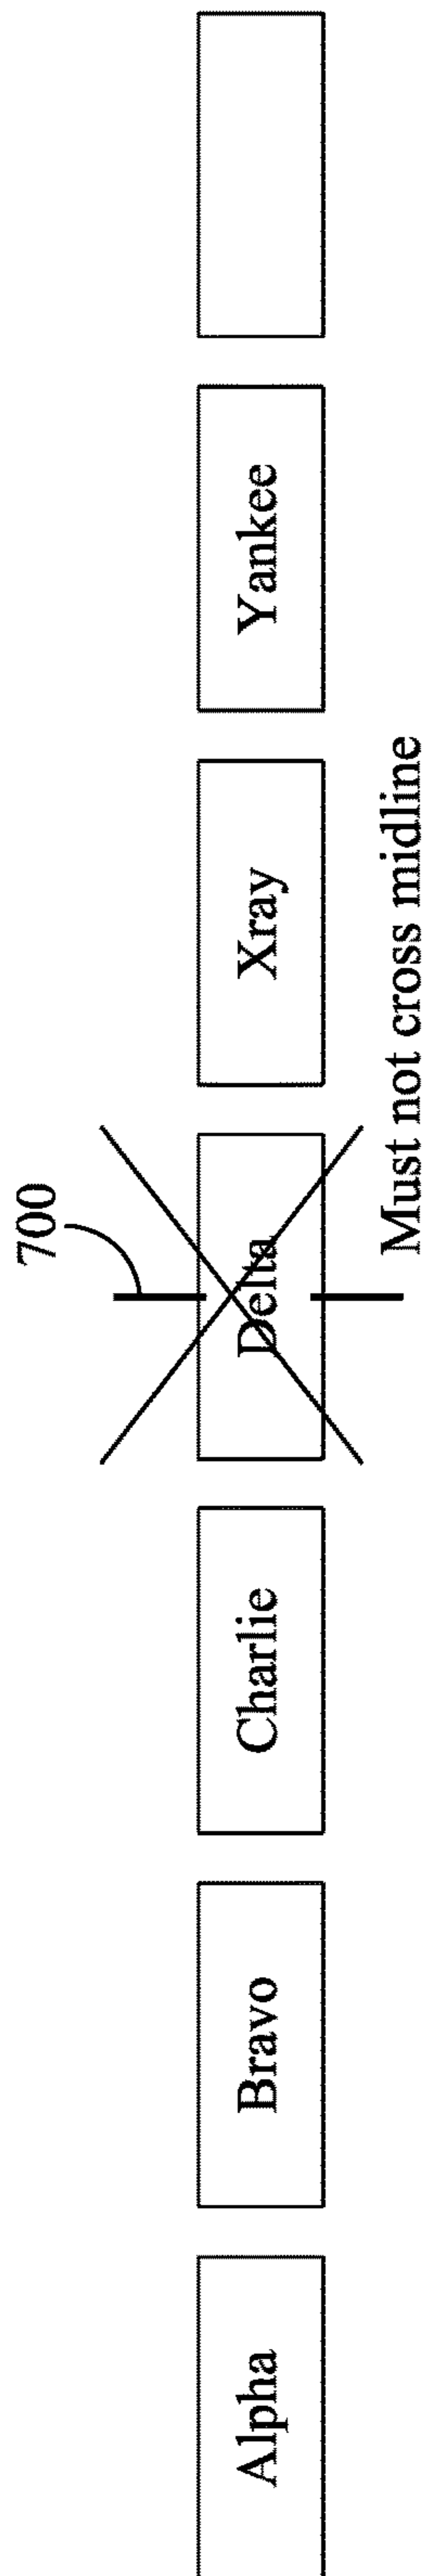 700
Alpha
Bravo
Charlie
Delta
Xray
Yankee
Must not cross midline